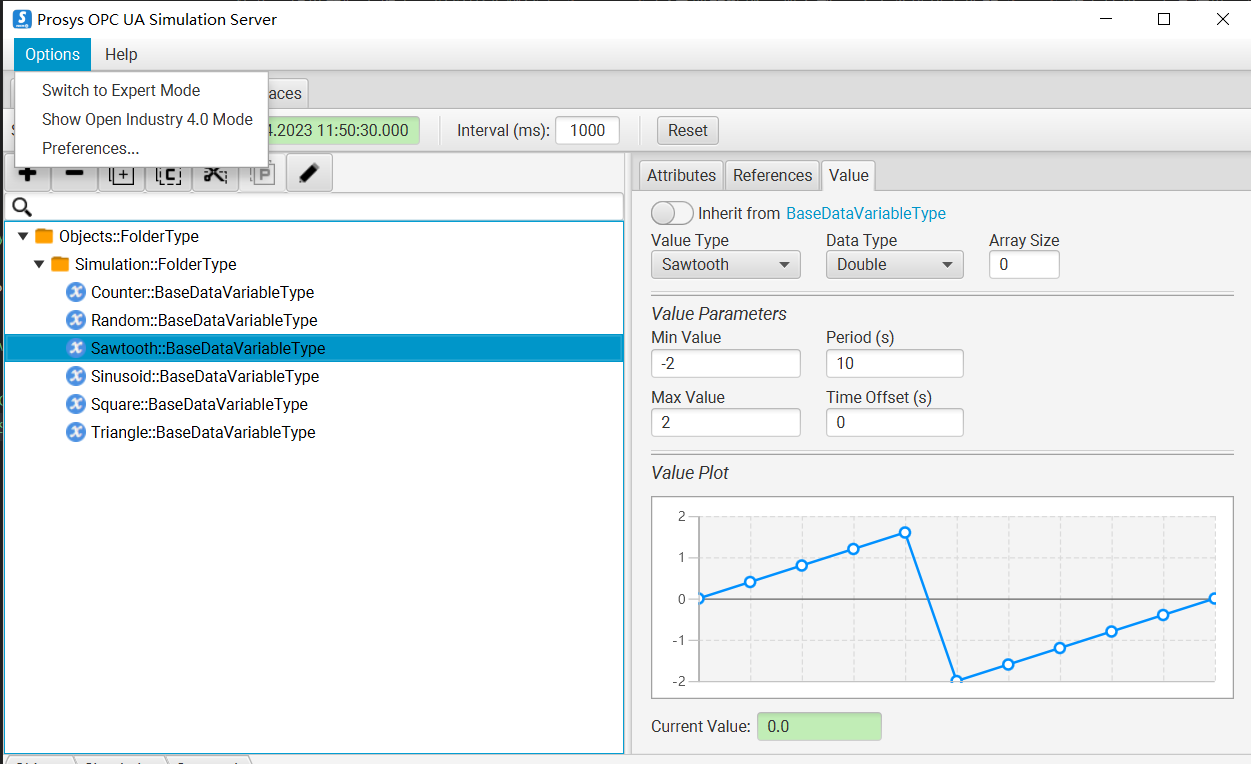 Prosys OPC UA Simulation Server
Options Help
Switch to Expert Mode
Show Open Industry 4.0 Mode
Preferences...
aces
4.2023 11:50:30.000 Interval (ms): 1000 Reset
Objects::FolderType
Simulation::FolderType
Counter::BaseDataVariableType
Random::BaseDataVariableType
Sawtooth::BaseDataVariableType
Sinusoid::BaseDataVariableType
Square::BaseDataVariableType
Triangle::BaseDataVariableType
Attributes References Value
Inherit from BaseDataVariableType
Value Type Data Type Array Size
Sawtooth Double 0
Value Parameters
Min Value Period (s)
-2 10
Max Value Time Offset (s)
2 0
Value Plot
2
1
0
-1
-2
Current Value: 0.0